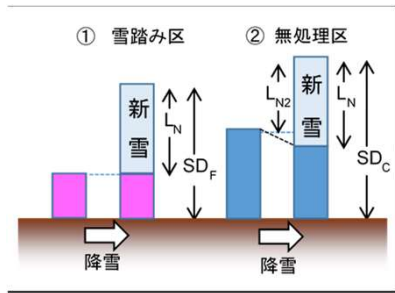 ① 雪踏み区
② 無処理区
新雪
L_N
SD_F
L_N2
新雪
L_N
SD_C
降雪
降雪